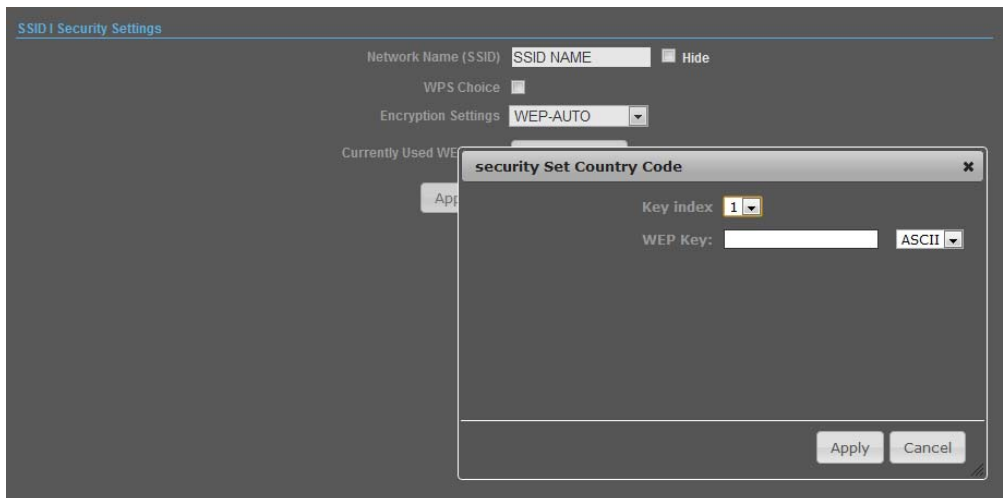 SSID I Security Settings
Network Name (SSID) SSID NAME Hide
WPS Choice
Encryption Settings WEP-AUTO
Currently Used WE
App
security Set Country Code
Key index 1
WEP Key: ASCII
Apply Cancel